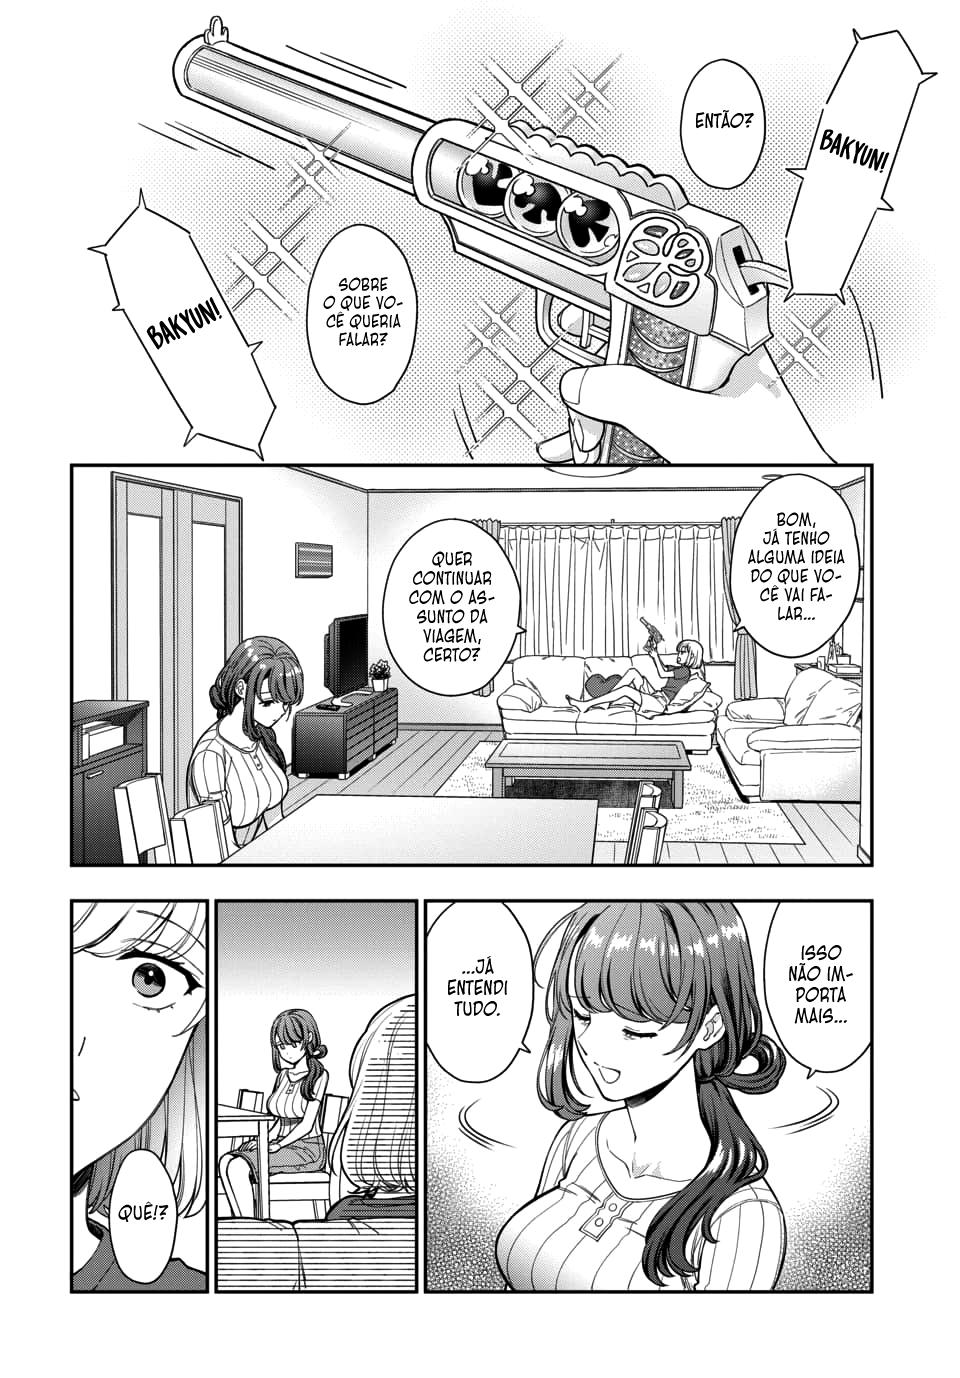 BAKYUN!
ENTÃO?
SOBRE
O QUE VO-
CÊ QUERIA
FALAR?
BAKYUN!
BOM,
JÁ TENHO
ALGUMA IDEIA
DO QUE VO-
CÊ VAI FA-
LAR...
QUER
CONTINUAR
COM O AS-
SUNTO DA
VIAGEM,
CERTO?
ISSO
NÃO IM-
PORTA
MAIS...
...JÁ
ENTENDI
TUDO.
QUÊ!?